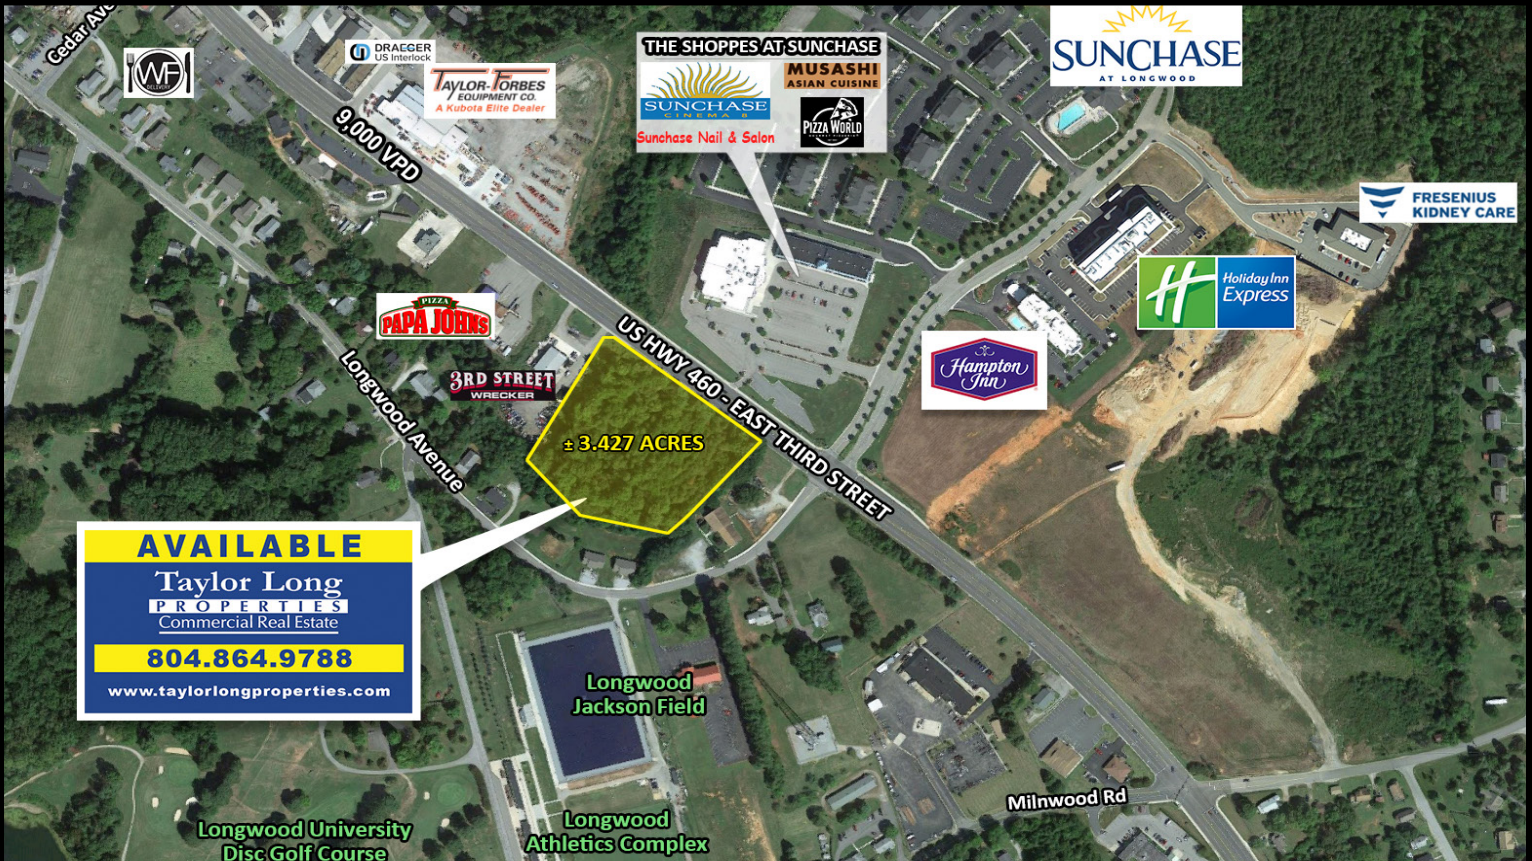 Cedar Ave
WF
DELIVERY
DRAEGER
US Interlock
TAYLOR-FORBES
EQUIPMENT CO.
A Kubota Elite Dealer
9,000 VPD
THE SHOPPES AT SUNCHASE
SUNCHASE
CINEMA 8
MUSASHI
ASIAN CUISINE
Sunchase Nail & Salon
PIZZA WORLD
SUNCHASE
AT LONGWOOD
FRESENIUS
KIDNEY CARE
Holiday Inn
Express
Hampton
Inn
PIZZA
PAPA JOHNS
3RD STREET
WRECKER
Longwood Avenue
US HWY 460 - EAST THIRD STREET
± 3.427 ACRES
AVAILABLE
Taylor Long
PROPERTIES
Commercial Real Estate
804.864.9788
www.taylorlongproperties.com
Longwood
Jackson Field
Milnwood Rd
Longwood University
Disc Golf Course
Longwood
Athletics Complex